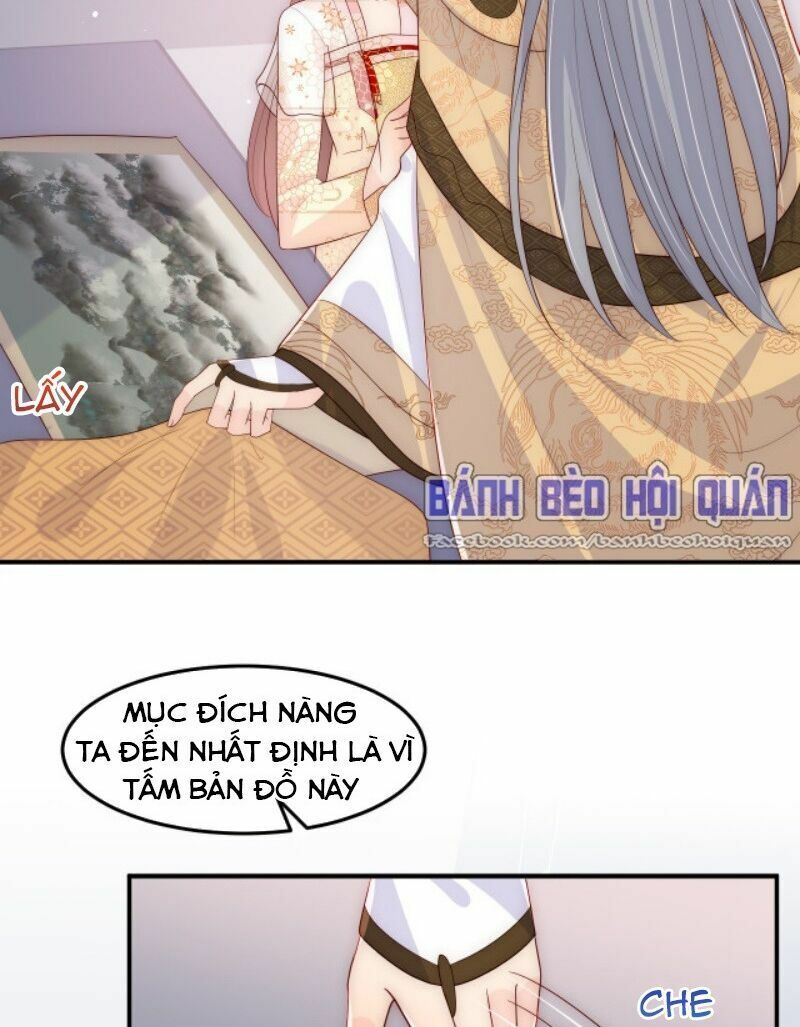 LẤY
BÁNH BÈO HỘI QUÁN
Facebook.com/banhbeohoiquan
MỤC ĐÍCH NÀNG
TA ĐẾN NHẤT ĐỊNH LÀ VÌ
TẤM BẢN ĐỒ NÀY
CHE